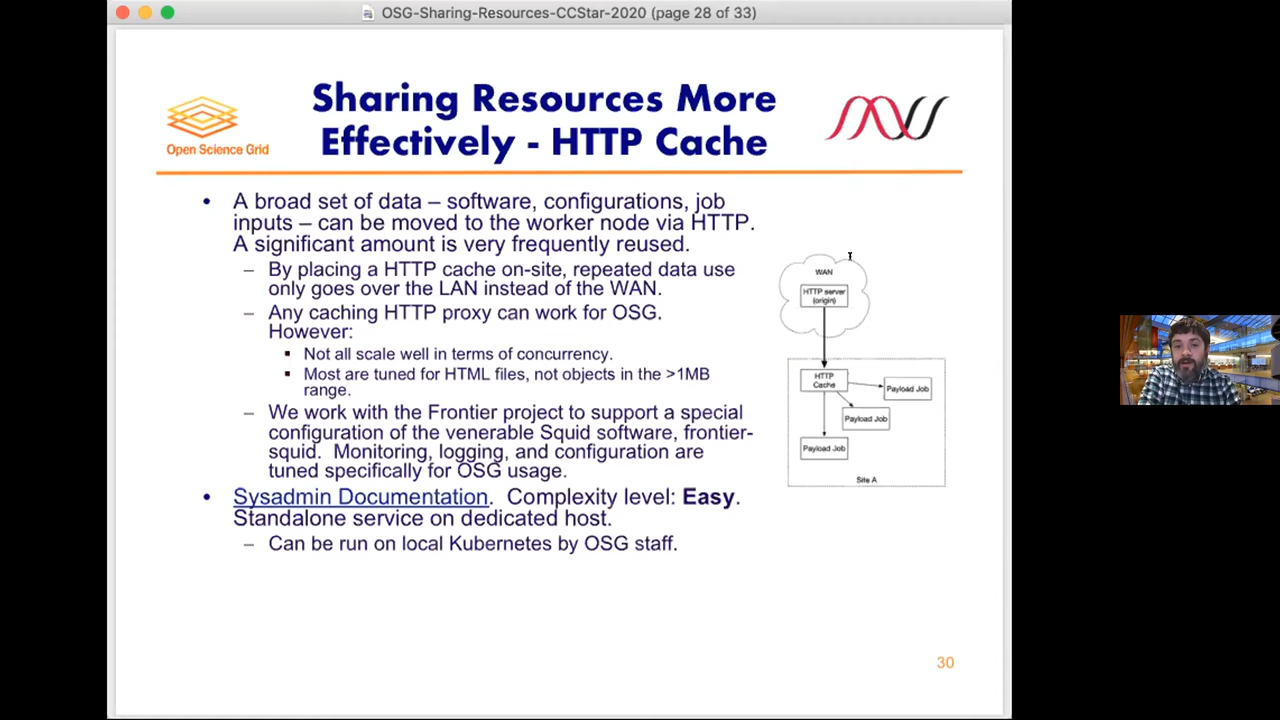 OSG-Sharing-Resources-CCStar-2020 (page 28 of 33)
Sharing Resources More
Effectively - HTTP Cache
Open Science Grid
• A broad set of data – software, configurations, job
inputs – can be moved to the worker node via HTTP.
A significant amount is very frequently reused.
– By placing a HTTP cache on-site, repeated data use
only goes over the LAN instead of the WAN.
– Any caching HTTP proxy can work for OSG.
However:
▪ Not all scale well in terms of concurrency.
▪ Most are tuned for HTML files, not objects in the >1MB
range.
– We work with the Frontier project to support a special
configuration of the venerable Squid software, frontier-
squid. Monitoring, logging, and configuration are
tuned specifically for OSG usage.
• Sysadmin Documentation. Complexity level: Easy.
Standalone service on dedicated host.
– Can be run on local Kubernetes by OSG staff.
WAN
HTTP server
(origin)
HTTP
Cache
Payload Job
Payload Job
Payload Job
Site A
30